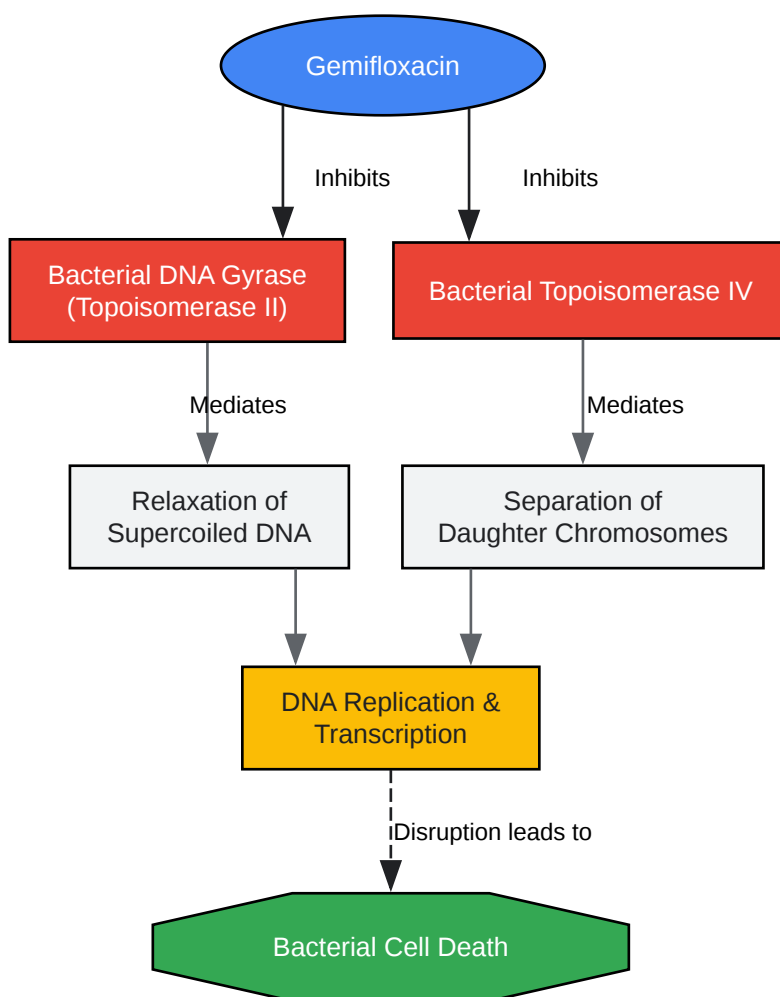 Gemifloxacin
Inhibits
Inhibits
Bacterial DNA Gyrase
(Topoisomerase II)
Bacterial Topoisomerase IV
Mediates
Mediates
Relaxation of
Supercoiled DNA
Separation of
Daughter Chromosomes
DNA Replication &
Transcription
Disruption leads to
Bacterial Cell Death